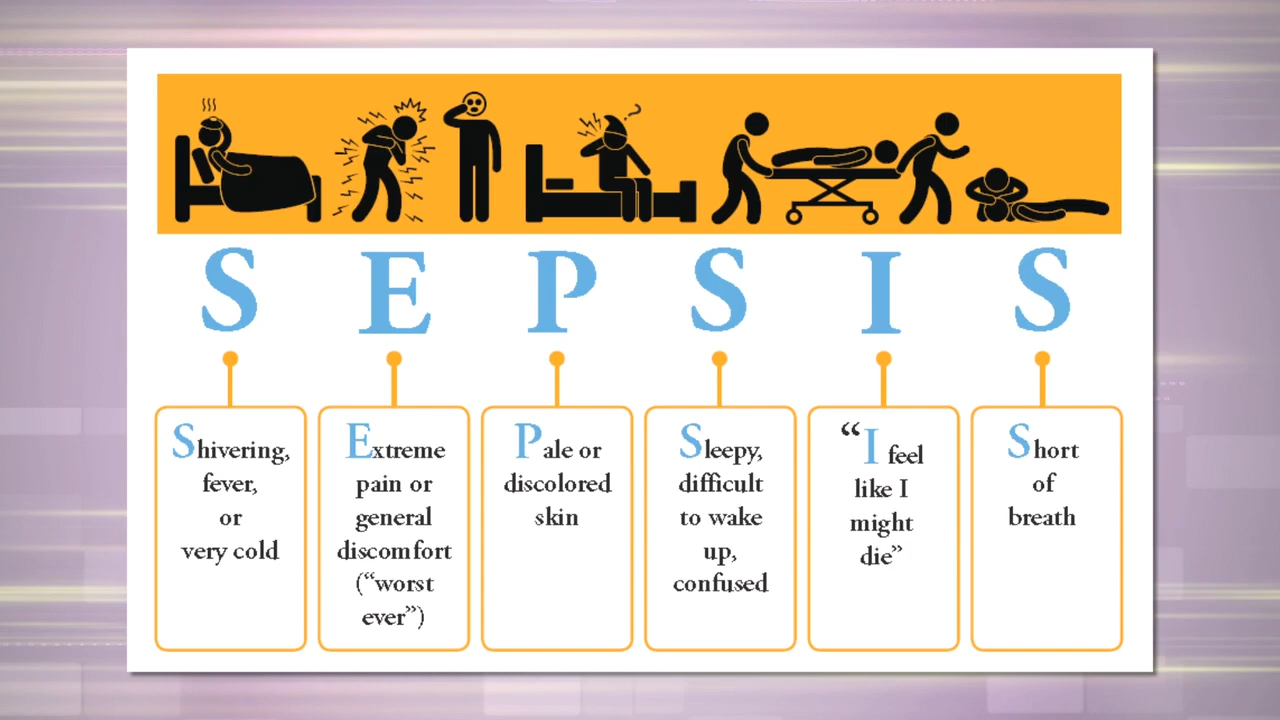 ?
S E P S I S
Shivering,
fever,
or
very cold
Extreme
pain or
general
discomfort
(“worst
ever”)
Pale or
discolored
skin
Sleepy,
difficult
to wake
up,
confused
“I feel
like I
might
die”
Short
of
breath